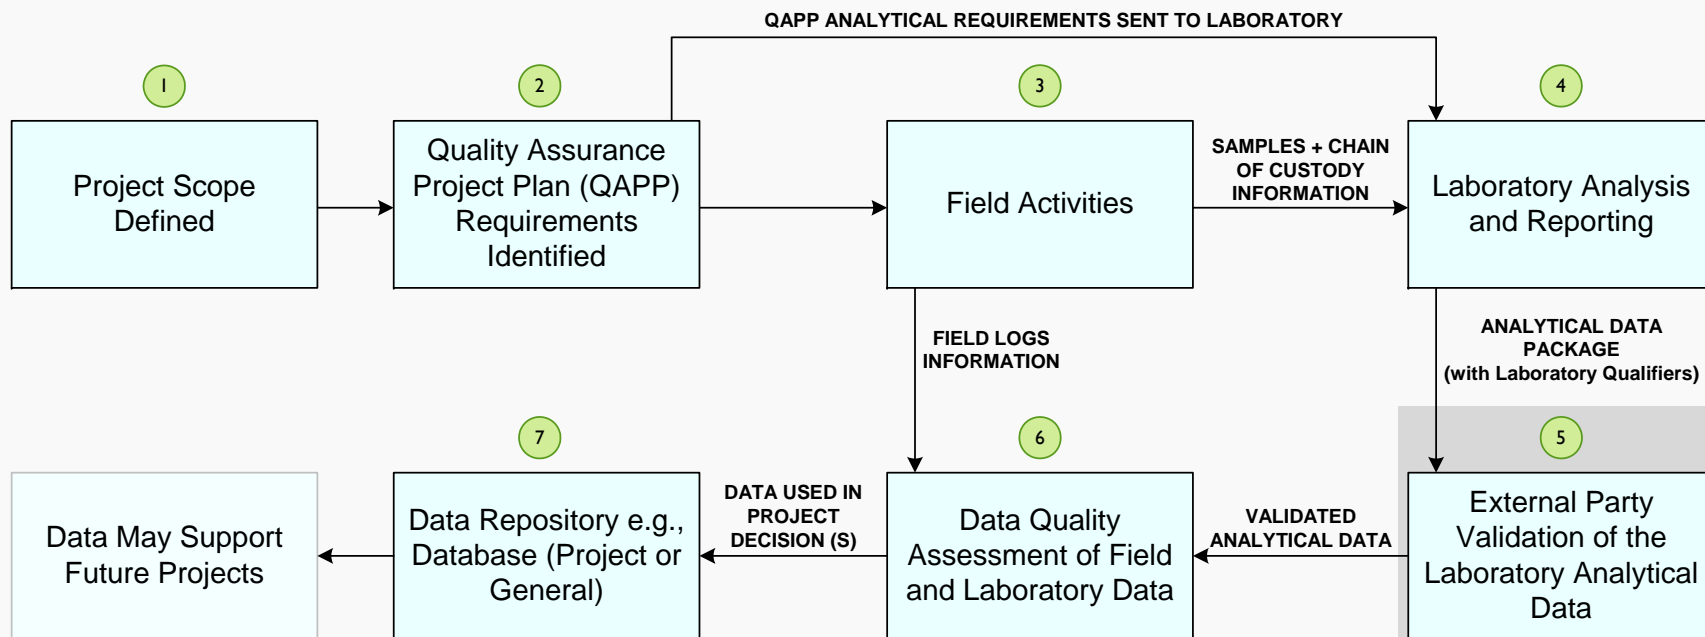 QAPP ANALYTICAL REQUIREMENTS SENT TO LABORATORY
1
2
3
4
Project Scope
Defined
Quality Assurance
Project Plan (QAPP)
Requirements
Identified
Field Activities
SAMPLES + CHAIN
OF CUSTODY
INFORMATION
Laboratory Analysis
and Reporting
FIELD LOGS
INFORMATION
ANALYTICAL DATA
PACKAGE
(with Laboratory Qualifiers)
7
6
5
Data May Support
Future Projects
Data Repository e.g.,
Database (Project or
General)
DATA USED IN
PROJECT
DECISION (S)
Data Quality
Assessment of Field
and Laboratory Data
VALIDATED
ANALYTICAL DATA
External Party
Validation of the
Laboratory Analytical
Data